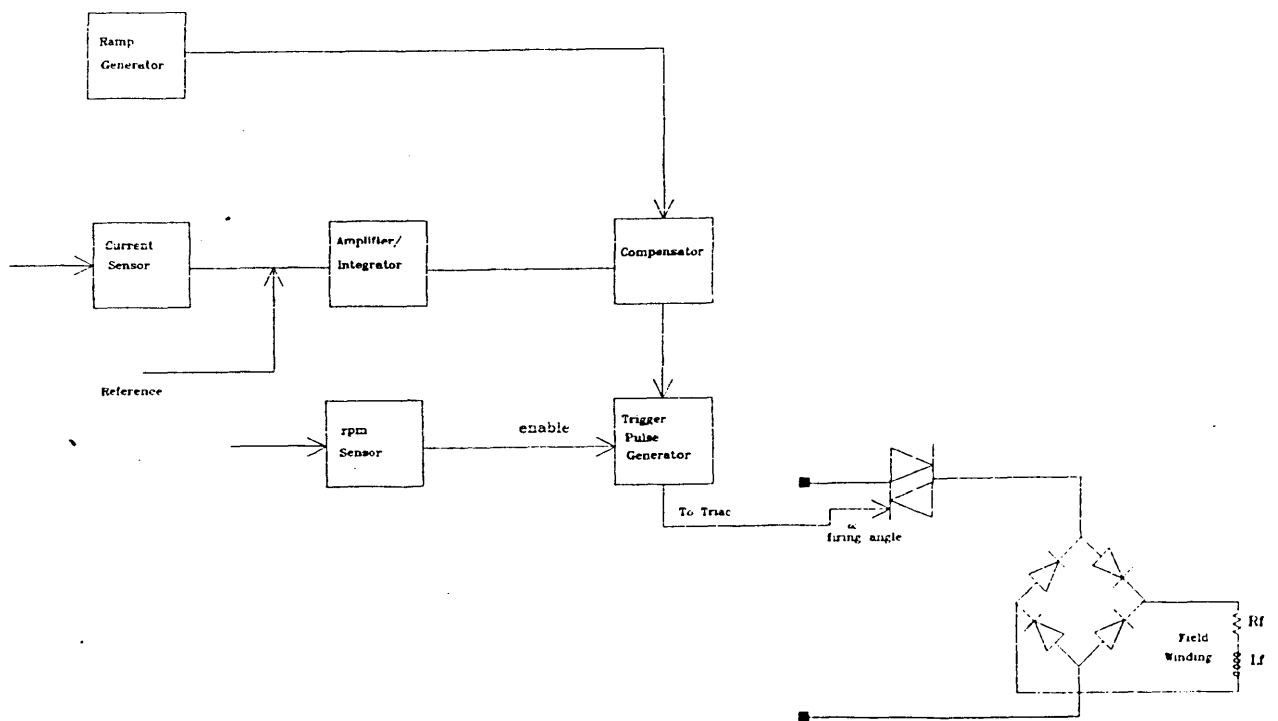 Ramp
Generator
Current
Sensor
Amplifier/
Integrator
Compensator
Reference
rpm
Sensor
enable
Trigger
Pulse
Generator
To Triac
α
firing angle
Field
Winding
Rf
Lf